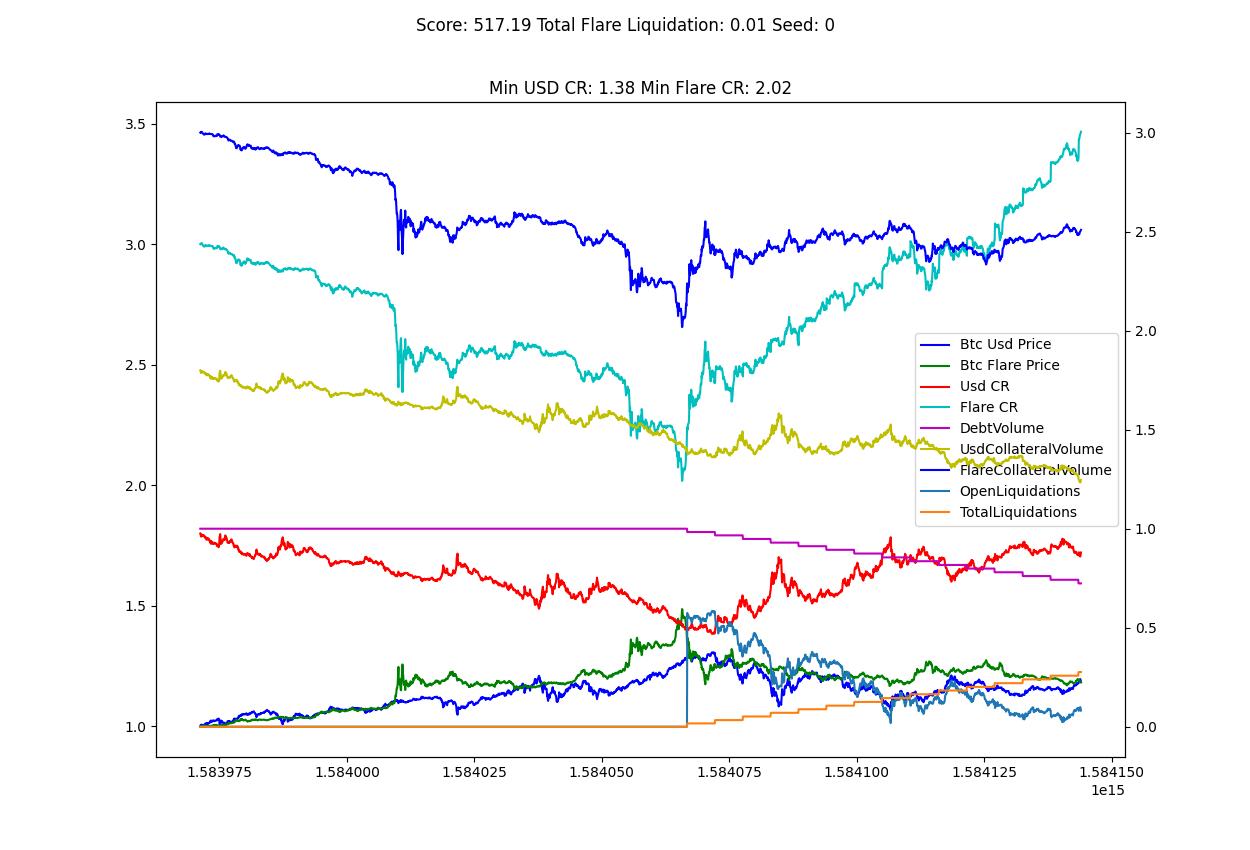 Score: 517.19 Total Flare Liquidation: 0.01 Seed: 0
Min USD CR: 1.38 Min Flare CR: 2.02
3.5
3.0
2.5
2.0
1.5
1.0
3.0
2.5
2.0
1.5
1.0
0.5
0.0
Btc Usd Price
Btc Flare Price
Usd CR
Flare CR
DebtVolume
UsdCollateralVolume
FlareCollateralVolume
OpenLiquidations
TotalLiquidations
1.583975 1.584000 1.584025 1.584050 1.584075 1.584100 1.584125 1.584150
1e15